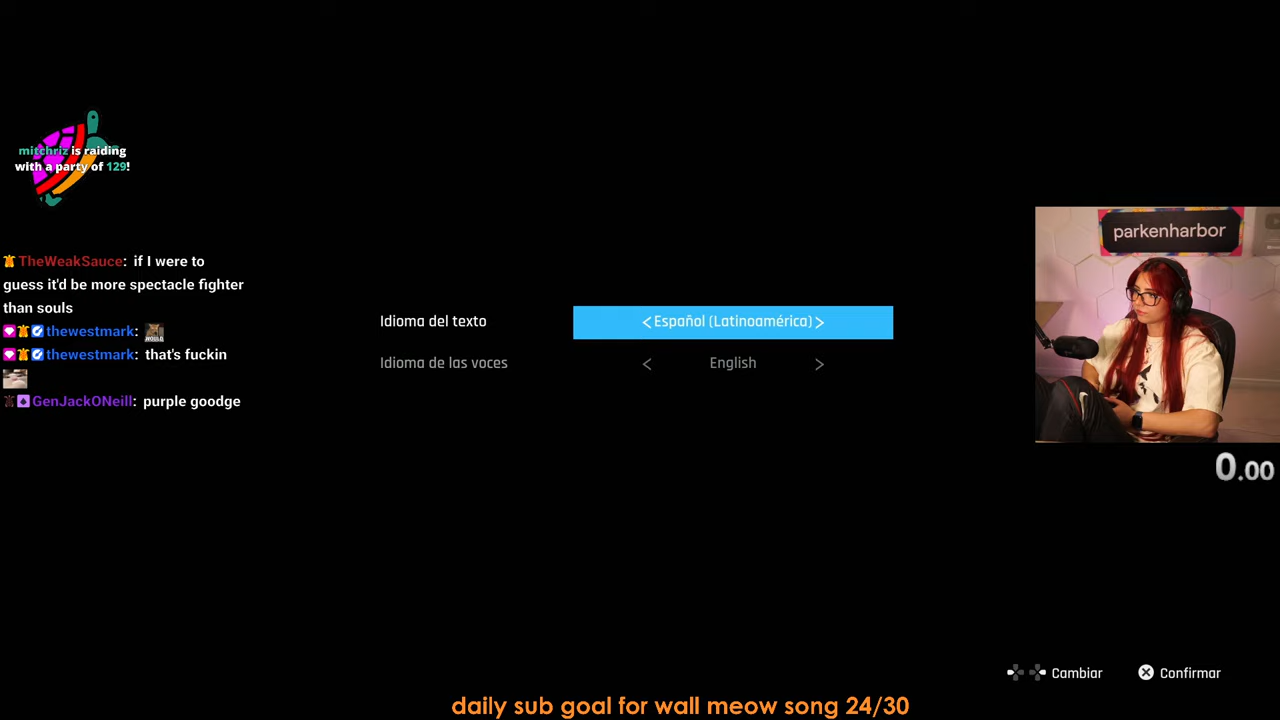 mitchriz is raiding
with a party of 129!
TheWeakSauce: if I were to
guess it'd be more spectacle fighter
than souls
thewestmark:
thewestmark: that's fuckin
GenJackONeill: purple goodge
Idioma del texto
<Español (Latinoamérica)>
Idioma de las voces
< English >
parkenharbor
0.00
Cambiar
Confirmar
daily sub goal for wall meow song 24/30